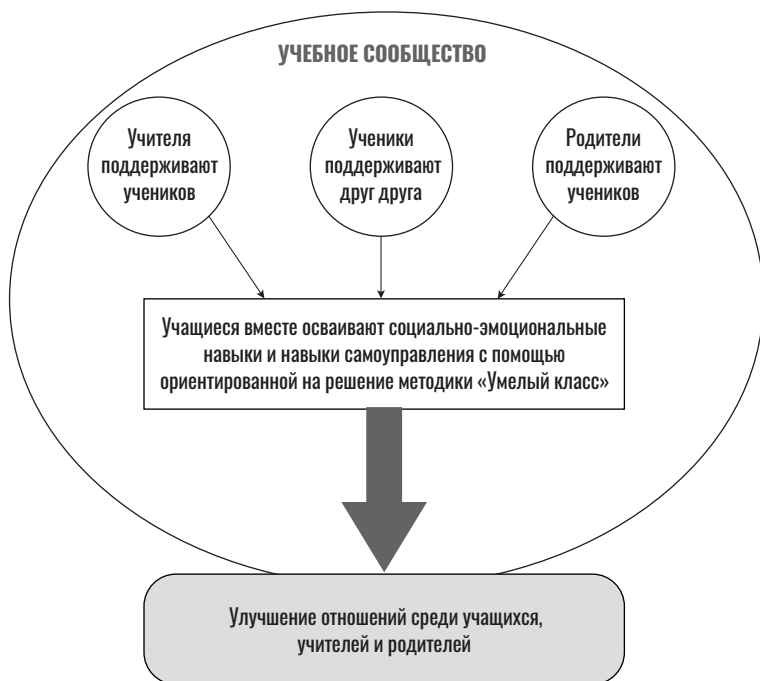 УЧЕБНОЕ СООБЩЕСТВО
Учителя
поддерживают
учеников
Ученики
поддерживают
друг друга
Родители
поддерживают
учеников
Учащиеся вместе осваивают социально-эмоциональные
навыки и навыки самоуправления с помощью
ориентированной на решение методики «Умелый класс»
Улучшение отношений среди учащихся,
учителей и родителей